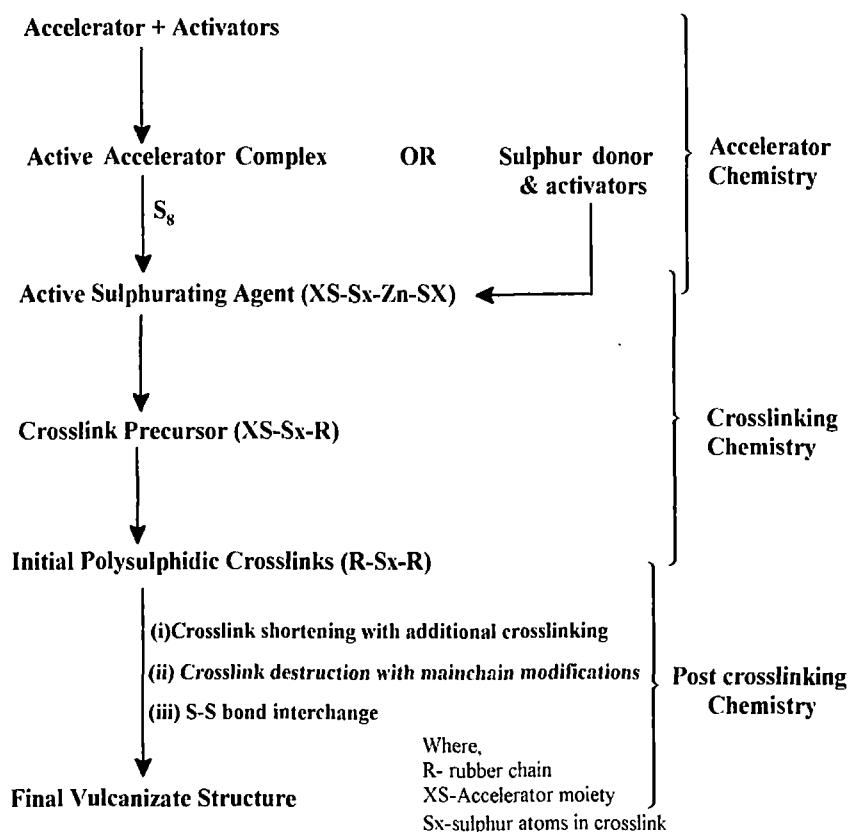 Accelerator + Activators
Active Accelerator Complex OR Sulphur donor
& activators
Accelerator
Chemistry
S8
Active Sulphurating Agent (XS-Sx-Zn-SX)
Crosslink Precursor (XS-Sx-R)
Crosslinking
Chemistry
Initial Polysulphidic Crosslinks (R-Sx-R)
(i)Crosslink shortening with additional crosslinking
(ii) Crosslink destruction with mainchain modifications
(iii) S-S bond interchange
Post crosslinking
Chemistry
Final Vulcanizate Structure
Where,
R- rubber chain
XS-Accelerator moiety
Sx-sulphur atoms in crosslink